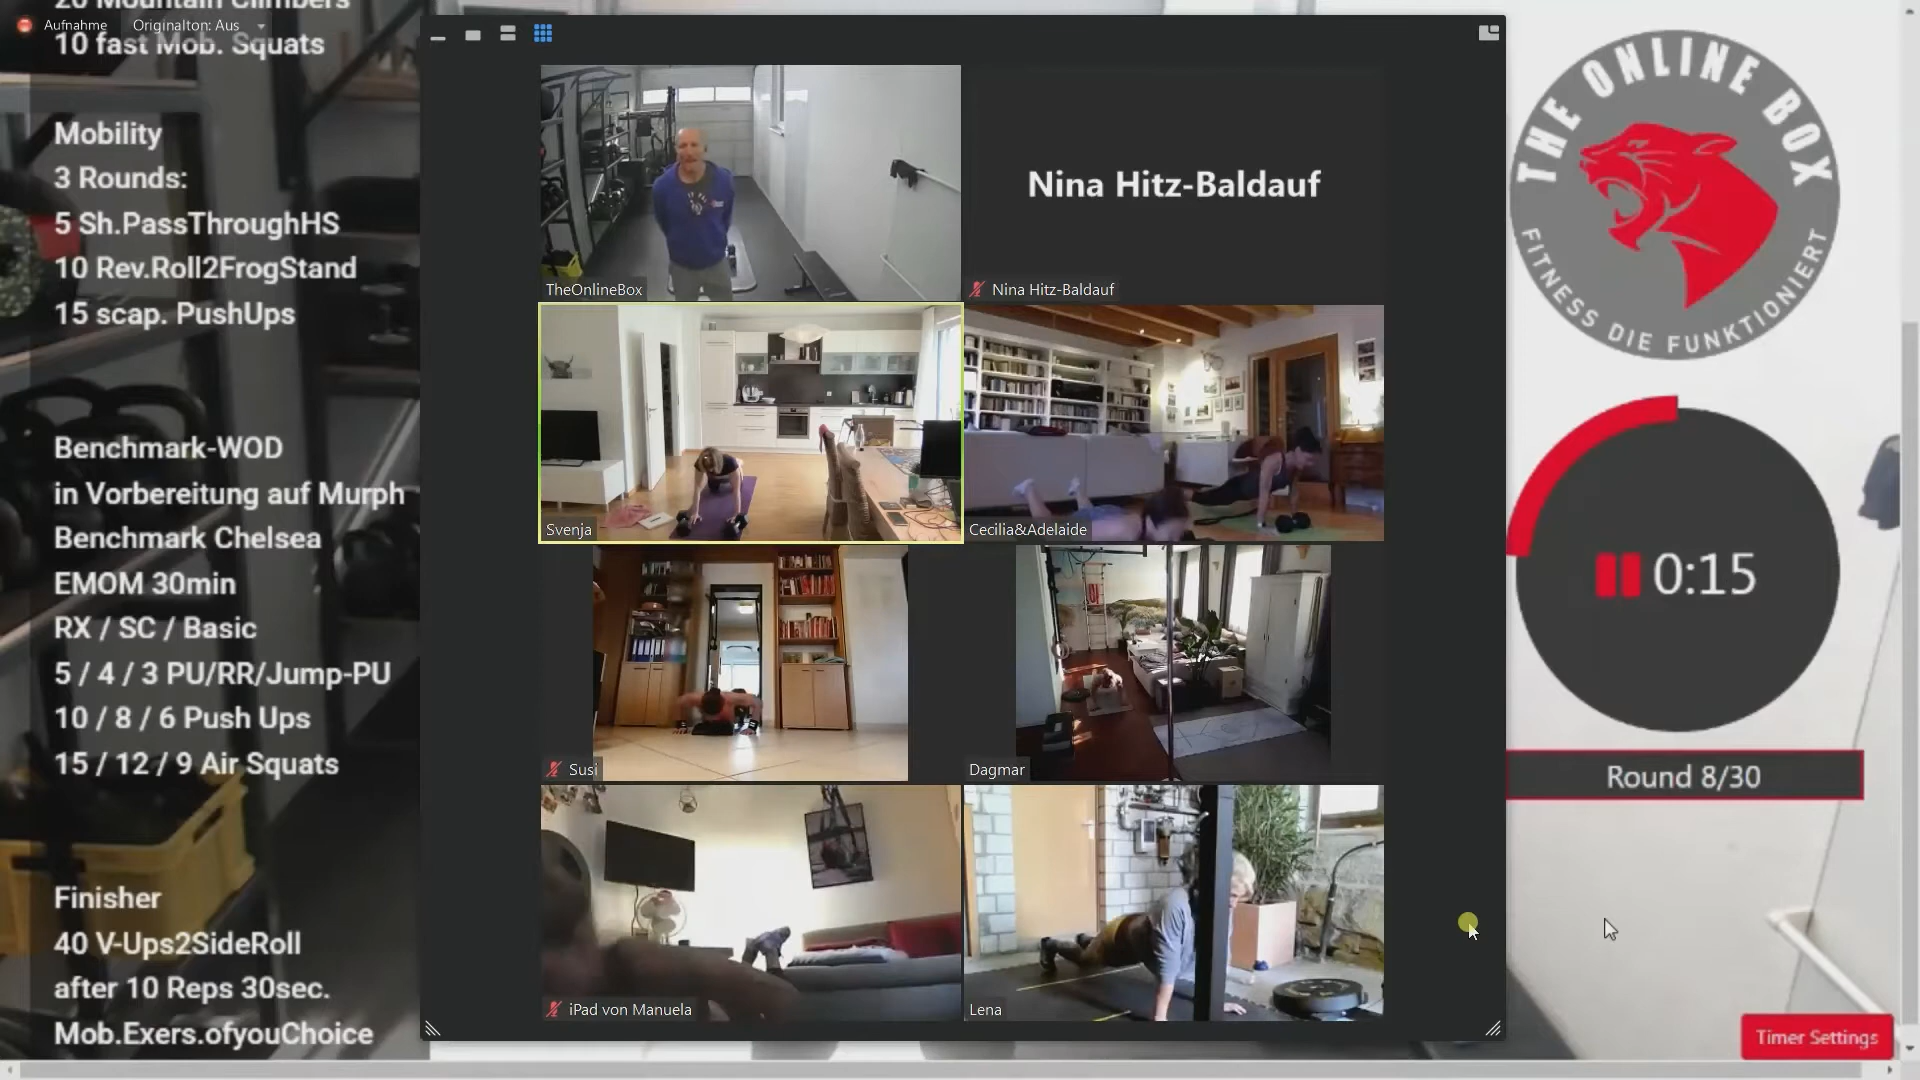 Aufnahme
Originalton: Aus
10 fast Mob. Squats
Mobility
3 Rounds:
5 Sh.PassThroughHS
10 Rev.Roll2FrogStand
15 scap. PushUps
Benchmark-WOD
in Vorbereitung auf Murph
Benchmark Chelsea
EMOM 30min
RX / SC / Basic
5 / 4 / 3 PU/RR/Jump-PU
10 / 8 / 6 Push Ups
15 / 12 / 9 Air Squats
Finisher
40 V-Ups2SideRoll
after 10 Reps 30sec.
Mob.Exers.ofyouChoice
TheOnlineBox
Nina Hitz-Baldauf
Nina Hitz-Baldauf
Svenja
Cecilia&Adelaide
Susi
Dagmar
iPad von Manuela
Lena
THE ONLINE BOX
FITNESS DIE FUNKTIONIERT
0:15
Round 8/30
Timer Settings